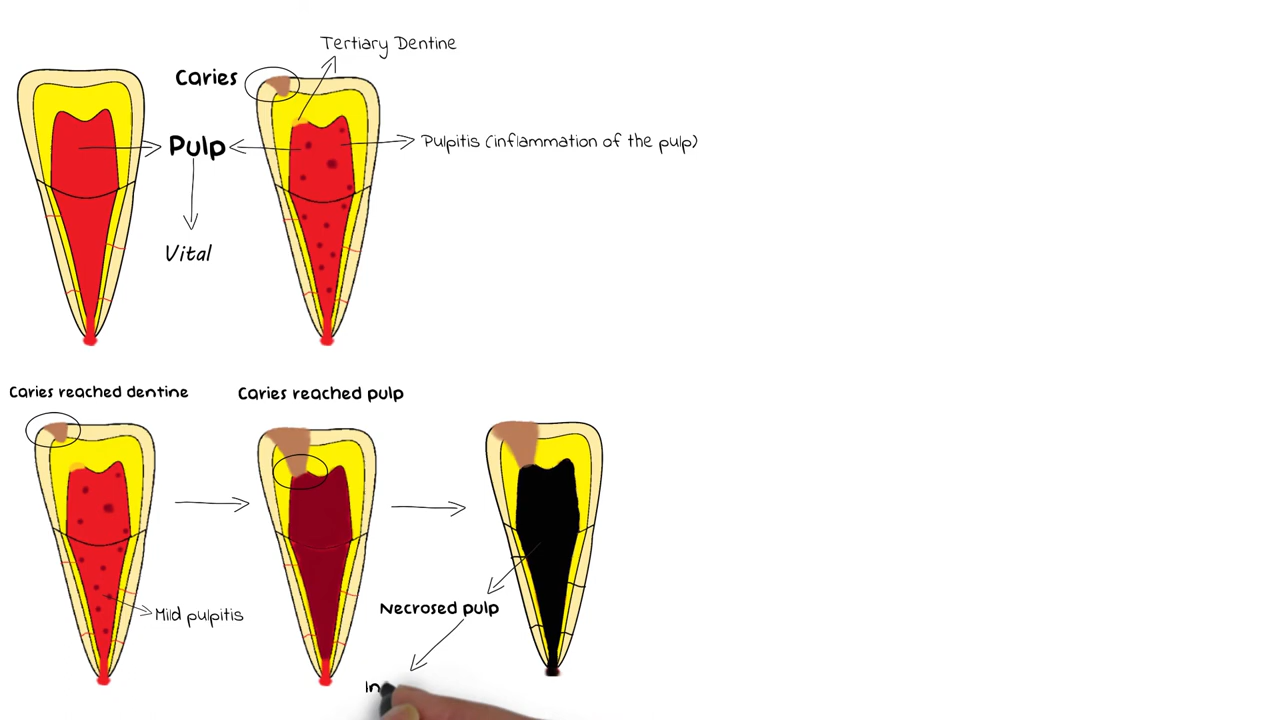 Tertiary Dentine
Caries
Pulp
Pulpitis (inflammation of the pulp)
Vital
Caries reached dentine
Caries reached pulp
Necrosed pulp
Mild pulpitis
In